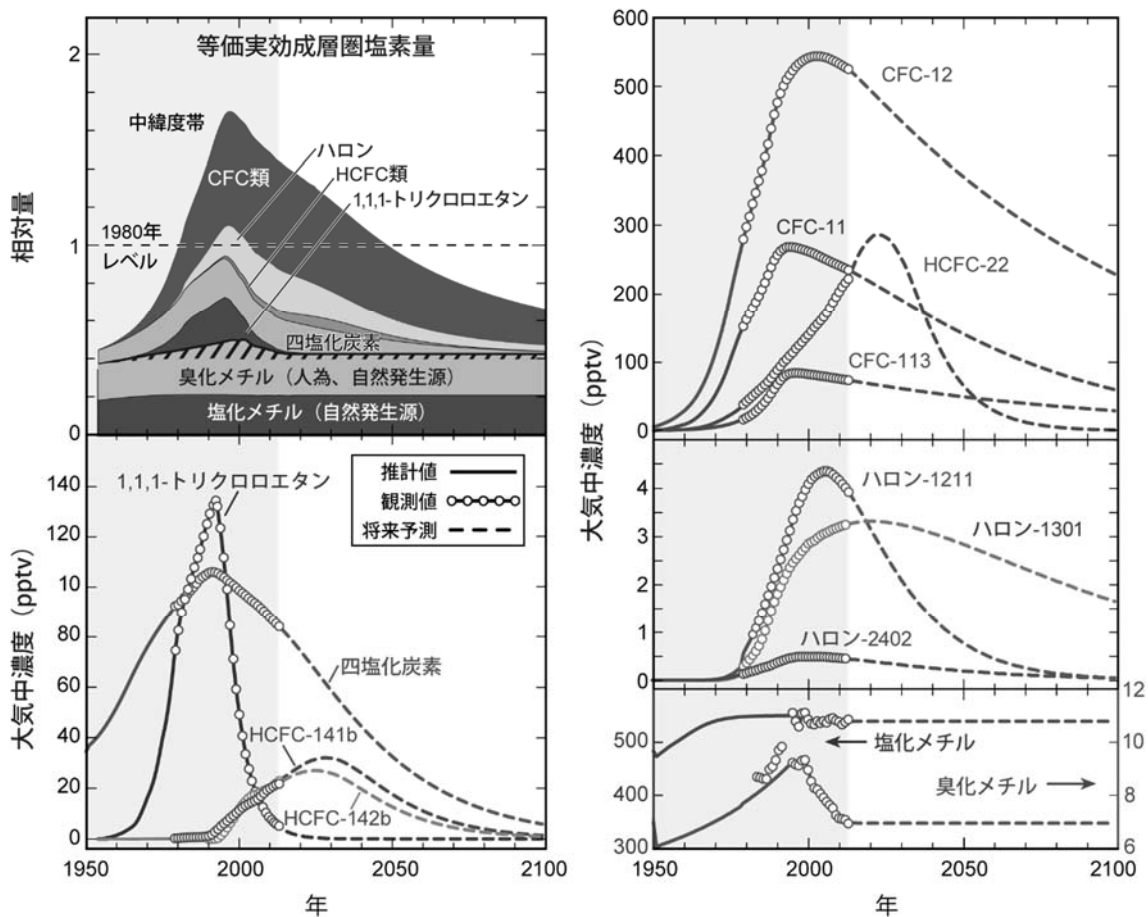 等価実効成層圏塩素量
2
1
0
相対量
中緯度帯
ハロン
HCFC類
CFC類
1,1,1-トリクロロエタン
1980年
レベル
四塩化炭素
臭化メチル（人為、自然発生源）
塩化メチル（自然発生源）
140
120
10 0
80
60
40
20
0
大気中濃度（pptv）
1,1,1-トリクロロエタン
推計値
観測値
将来予測
四塩化炭素
HCFC-141b
HCFC-142b
1950
2000
2050
2100
年
600
500
400
300
200
100
0
大気中濃度（pptv）
CFC-12
CFC-11
HCFC-22
CFC-113
4
3
2
1
0
ハロン-1211
ハロン-1301
ハロン-2402
500
400
300
12
10
8
6
塩化メチル
臭化メチル
1950
2000
2050
2100
年